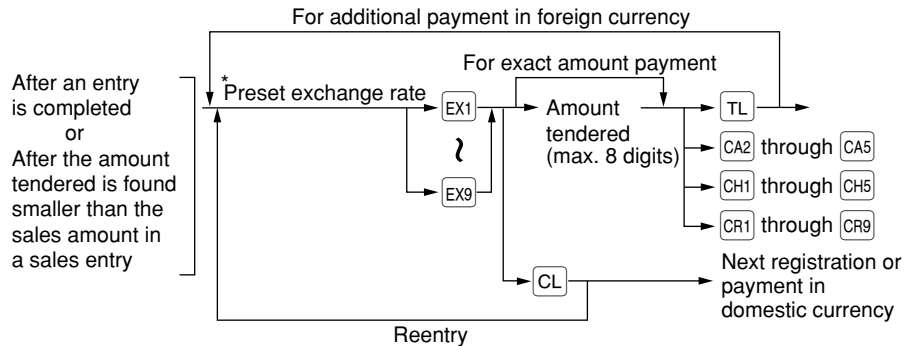 For additional payment in foreign currency
For exact amount payment
After an entry
is completed
or
After the amount
tendered is found
smaller than the
sales amount in
a sales entry
*
Preset exchange rate
EX1
~
EX9
Amount
tendered
(max. 8 digits)
TL
CA2 through CA5
CH1 through CH5
CR1 through CR9
CL
Next registration or
payment in
domestic currency
Reentry